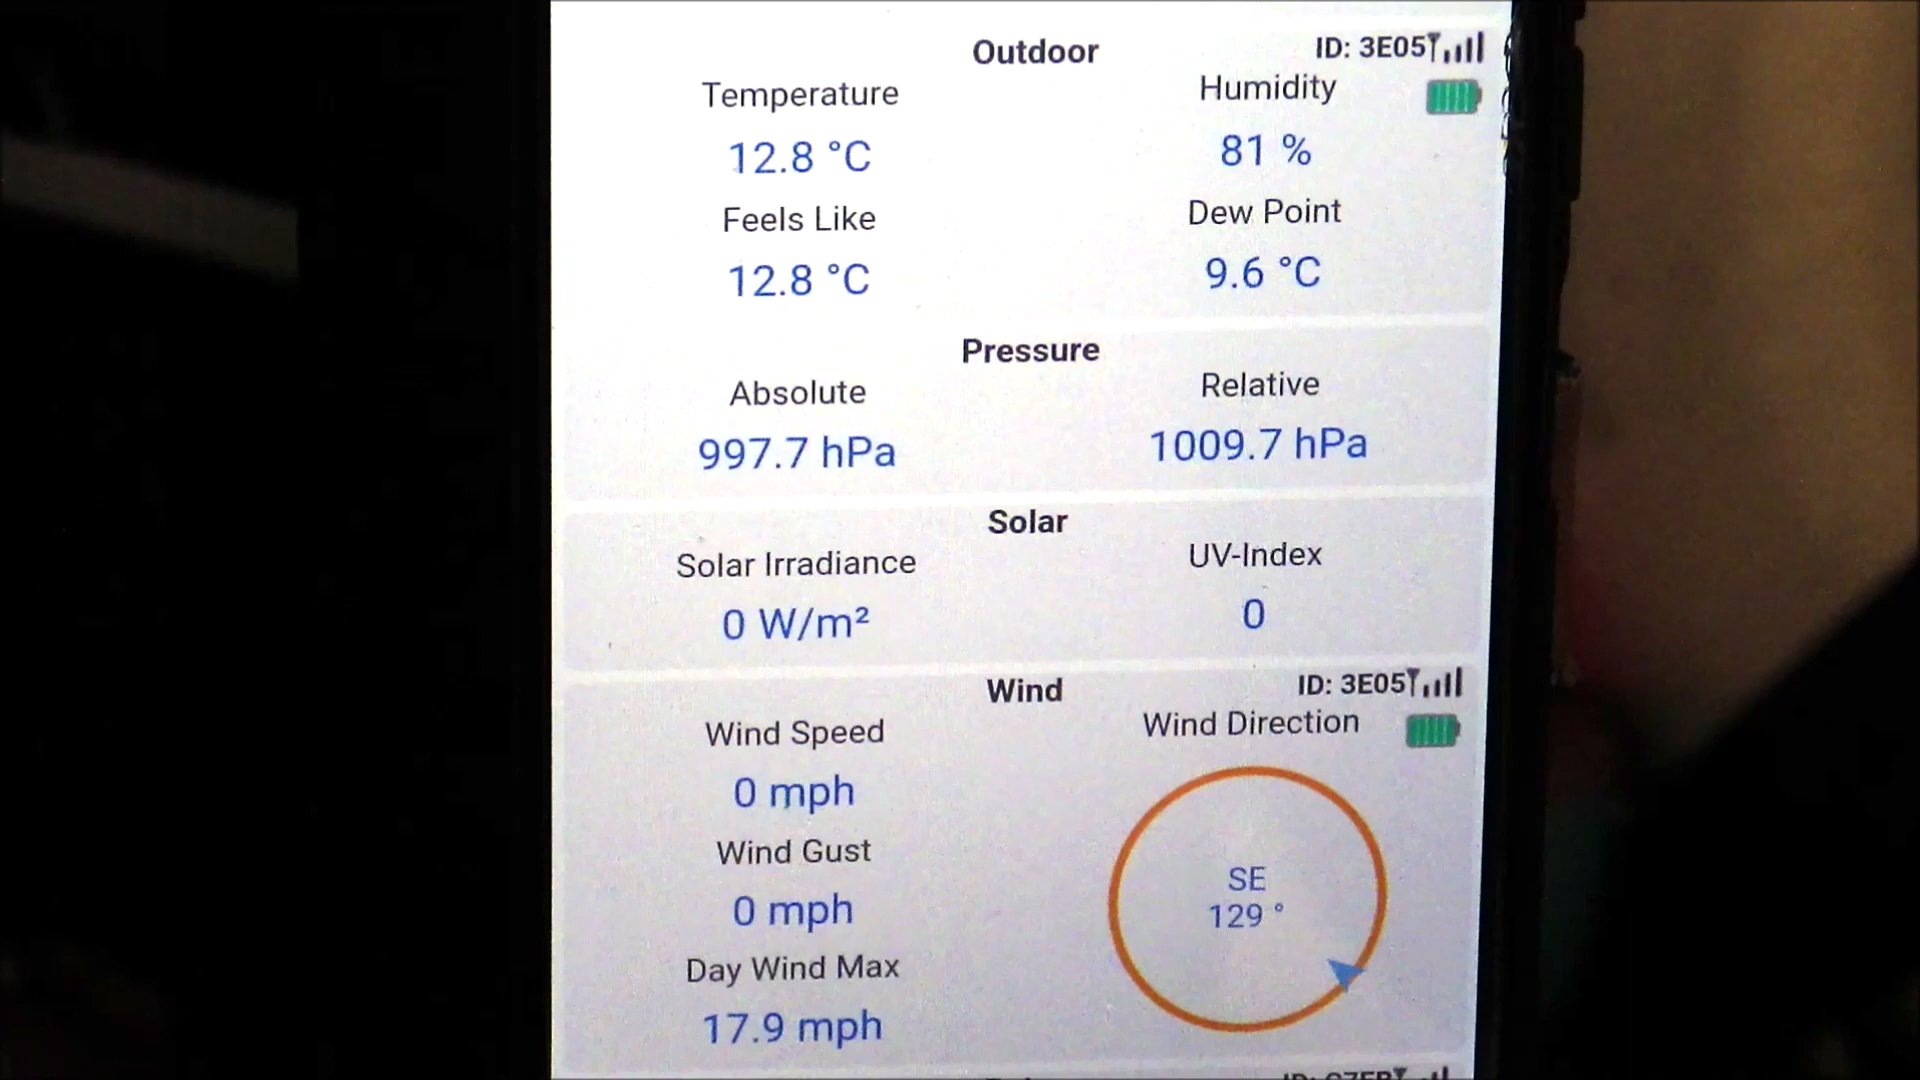 Outdoor ID: 3E05
Temperature Humidity
12.8 °C 81 %
Feels Like Dew Point
12.8 °C 9.6 °C
Pressure
Absolute Relative
997.7 hPa 1009.7 hPa
Solar
Solar Irradiance UV-Index
0 W/m² 0
Wind ID: 3E05
Wind Speed Wind Direction
0 mph
Wind Gust SE
0 mph 129 °
Day Wind Max
17.9 mph